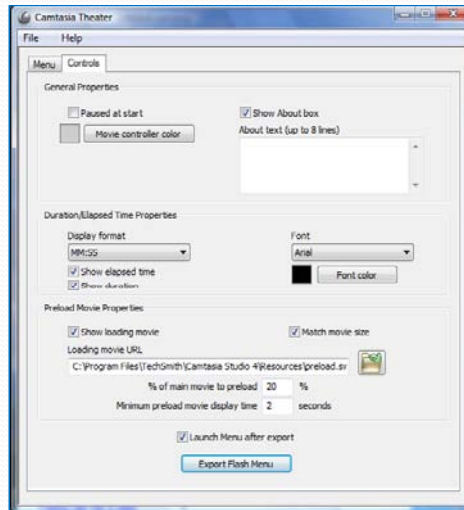 Camtasia Theater
File Help
Menu Controls
General Properties
Paused at start
Show About box
Movie controller color
About text (up to 8 lines)
Duration/Elapsed Time Properties
Display format
Font
MM:SS
Arial
Show elapsed time
Font color
Show duration
Preload Movie Properties
Show loading movie
Match movie size
Loading movie URL
C:\Program Files\TechSmith\Camtasia Studio 4\Resources\preload.sw
% of main movie to preload 20 %
Minimum preload movie display time 2 seconds
Launch Menu after export
Export Flash Menu